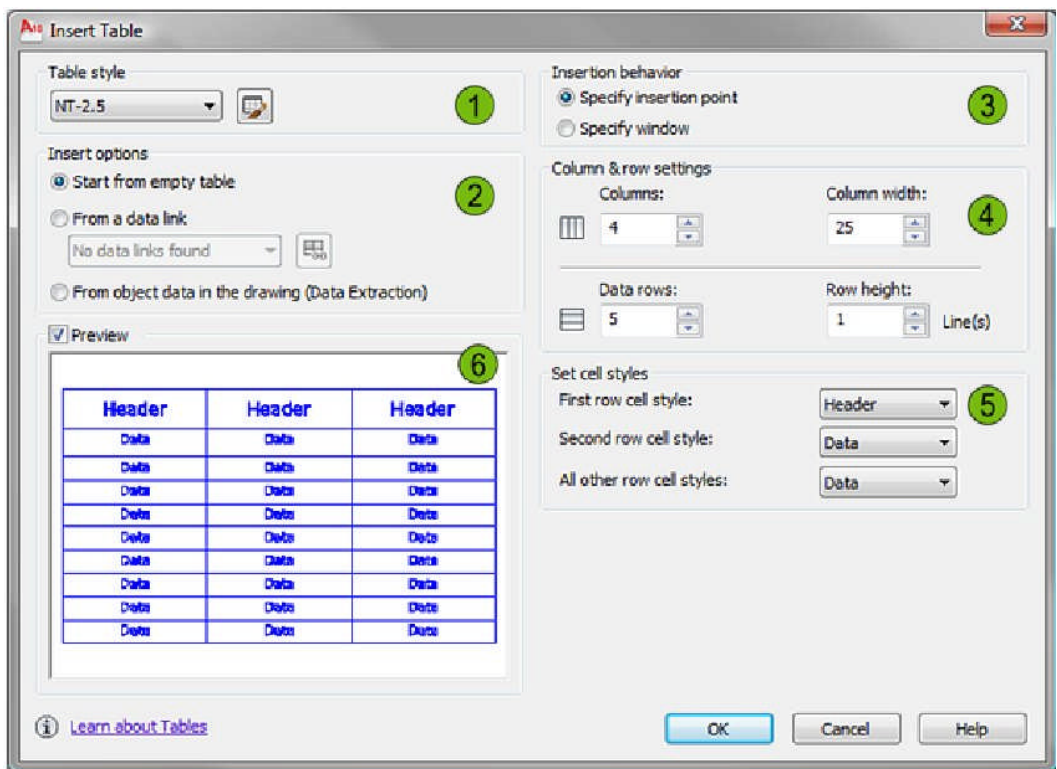 Insert Table
Table style
NT-2.5
1
Insert options
Start from empty table
2
From a data link
No data links found
From object data in the drawing (Data Extraction)
Preview
6
Header Header Header
Data Data Data
Data Data Data
Data Data Data
Data Data Data
Data Data Data
Data Data Data
Data Data Data
Data Data Data
Data Data Data
Insertion behavior
Specify insertion point
3
Specify window
Column & row settings
Columns: Column width:
4 25
4
Data rows: Row height:
5 1 Line(s)
Set cell styles
First row cell style: Header
5
Second row cell style: Data
All other row cell styles: Data
Learn about Tables
OK Cancel Help